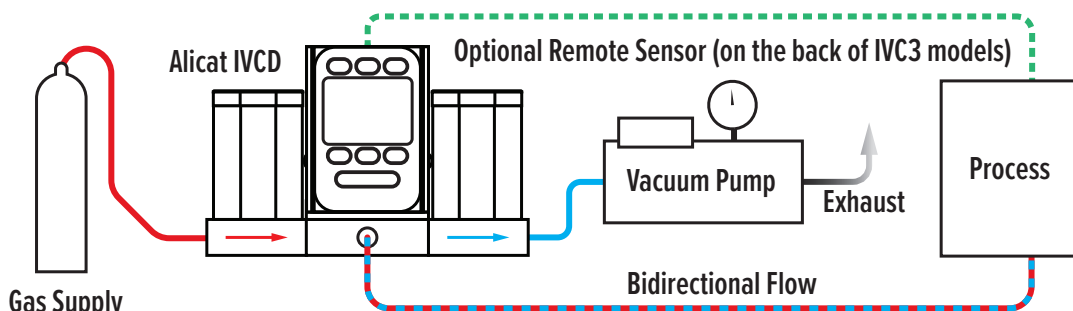 Alicat IVCD
Optional Remote Sensor (on the back of IVC3 models)
Vacuum Pump
Exhaust
Process
Bidirectional Flow
Gas Supply